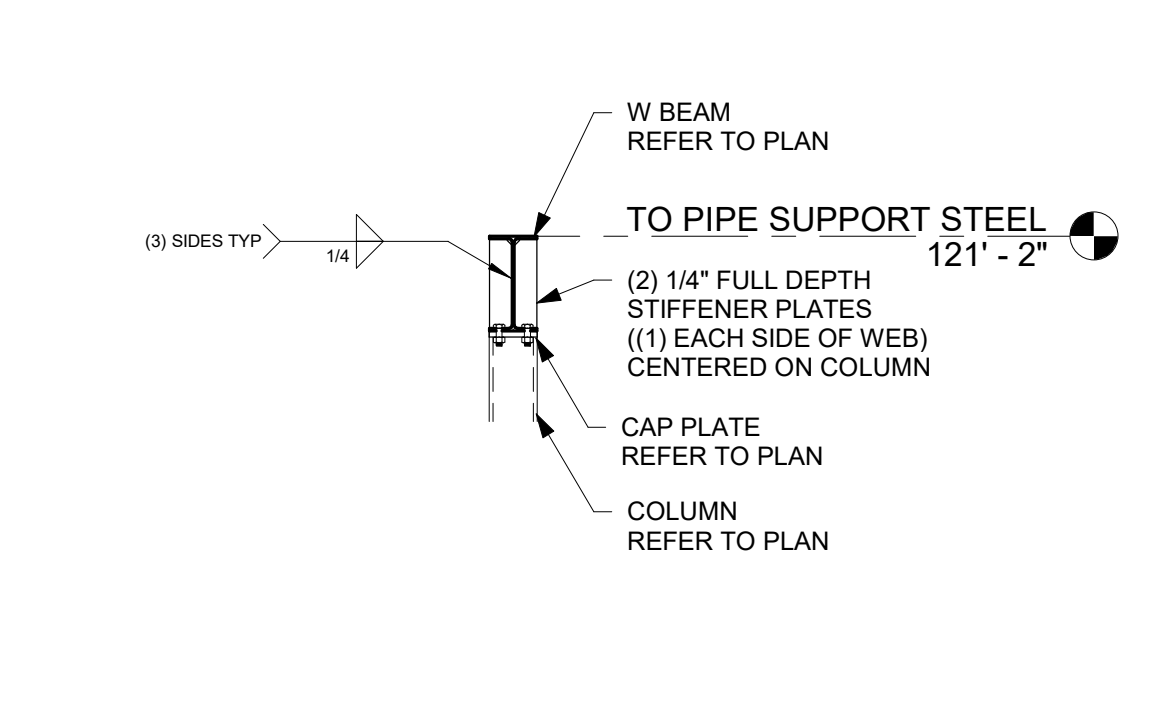 W BEAM
REFER TO PLAN
TO PIPE SUPPORT STEEL
121' - 2"
(3) SIDES TYP
1/4
(2) 1/4" FULL DEPTH
STIFFENER PLATES
((1) EACH SIDE OF WEB)
CENTERED ON COLUMN
CAP PLATE
REFER TO PLAN
COLUMN
REFER TO PLAN